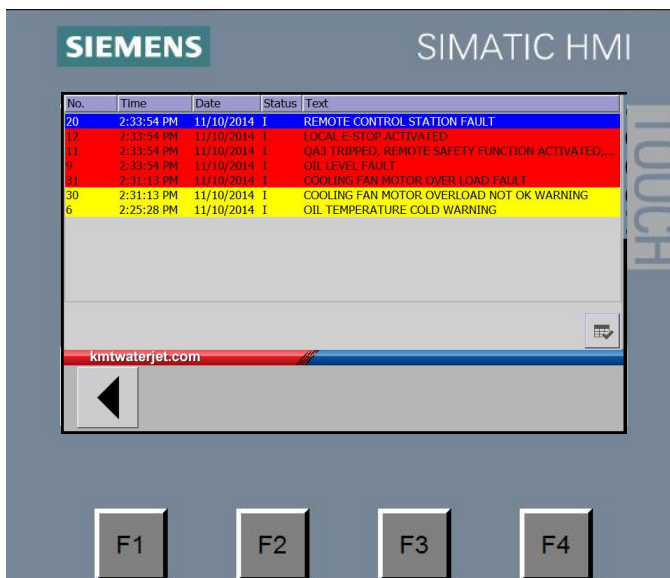 SIEMENS
SIMATIC HMI
TOUCH
No. Time Date Status Text
20 2:33:54 PM 11/10/2014 I REMOTE CONTROL STATION FAULT
12 2:33:54 PM 11/10/2014 I LOCAL E-STOP ACTIVATED
11 2:33:54 PM 11/10/2014 I QA3 TRIPPED, REMOTE SAFETY FUNCTION ACTIVATED,...
9 2:33:54 PM 11/10/2014 I OIL LEVEL FAULT
31 2:31:13 PM 11/10/2014 I COOLING FAN MOTOR OVER LOAD FAULT
30 2:31:13 PM 11/10/2014 I COOLING FAN MOTOR OVERLOAD NOT OK WARNING
6 2:25:28 PM 11/10/2014 I OIL TEMPERATURE COLD WARNING
kmtwaterjet.com
F1 F2 F3 F4